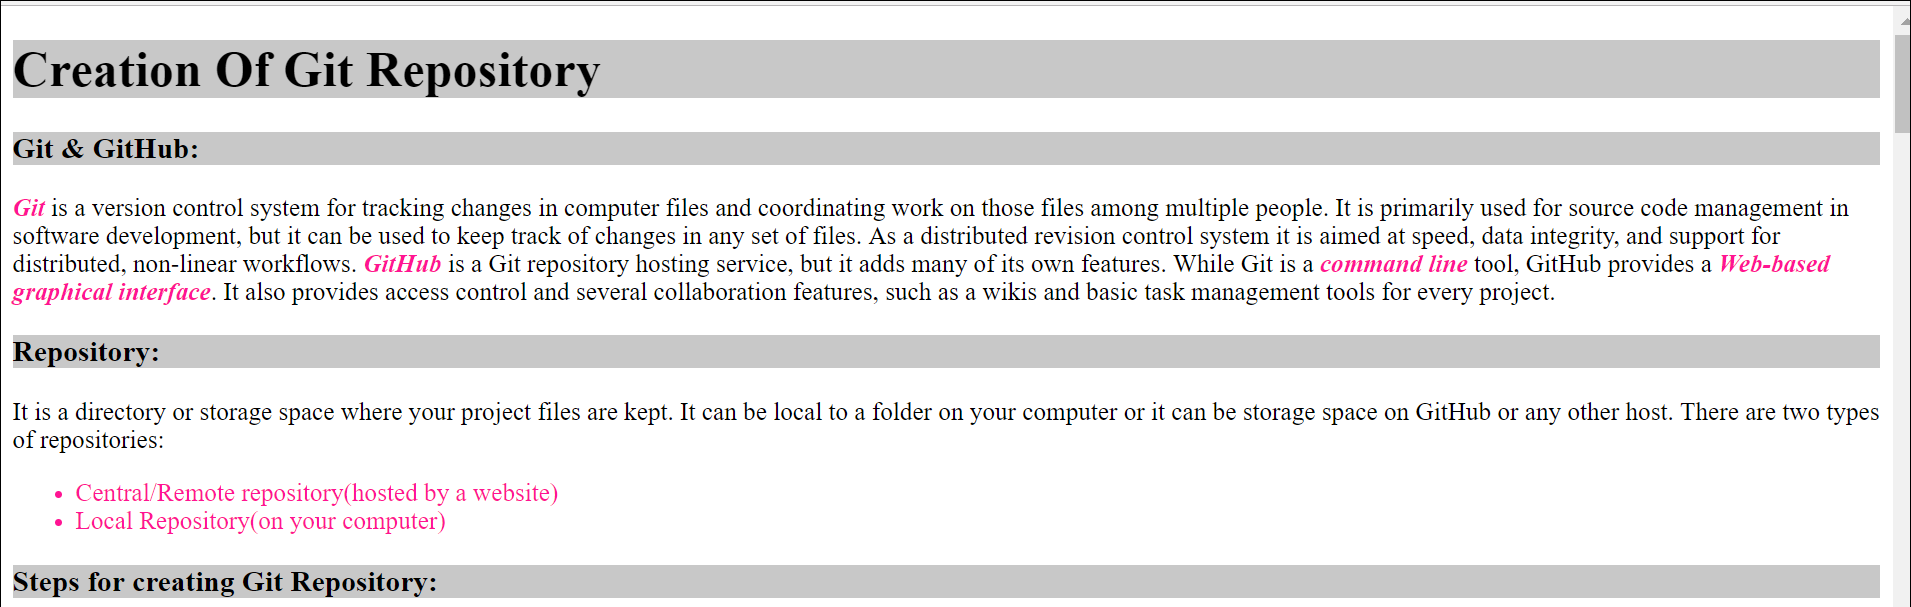 Creation Of Git Repository
Git & GitHub:
Git is a version control system for tracking changes in computer files and coordinating work on those files among multiple people. It is primarily used for source code management in
software development, but it can be used to keep track of changes in any set of files. As a distributed revision control system it is aimed at speed, data integrity, and support for
distributed, non-linear workflows. GitHub is a Git repository hosting service, but it adds many of its own features. While Git is a command line tool, GitHub provides a Web-based
graphical interface. It also provides access control and several collaboration features, such as a wikis and basic task management tools for every project.
Repository:
It is a directory or storage space where your project files are kept. It can be local to a folder on your computer or it can be storage space on GitHub or any other host. There are two types
of repositories:
• Central/Remote repository(hosted by a website)
• Local Repository(on your computer)
Steps for creating Git Repository: